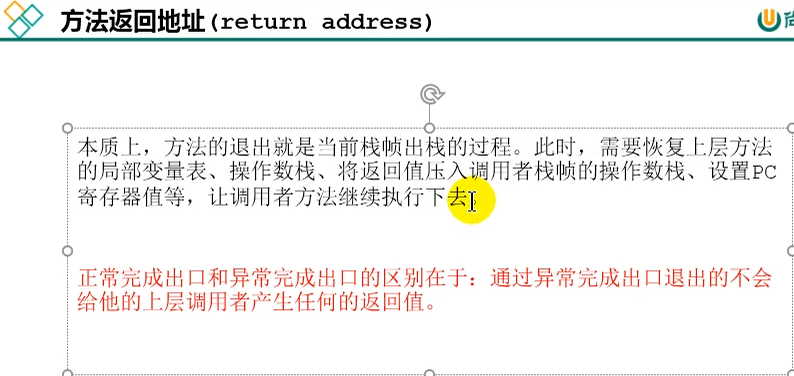 方法返回地址(return address)
尚
本质上，方法的退出就是当前栈帧出栈的过程。此时，需要恢复上层方法
的局部变量表、操作数栈、将返回值压入调用者栈帧的操作数栈、设置PC
寄存器值等，让调用者方法继续执行下去。
正常完成出口和异常完成出口的区别在于：通过异常完成出口退出的不会
给他的上层调用者产生任何的返回值。